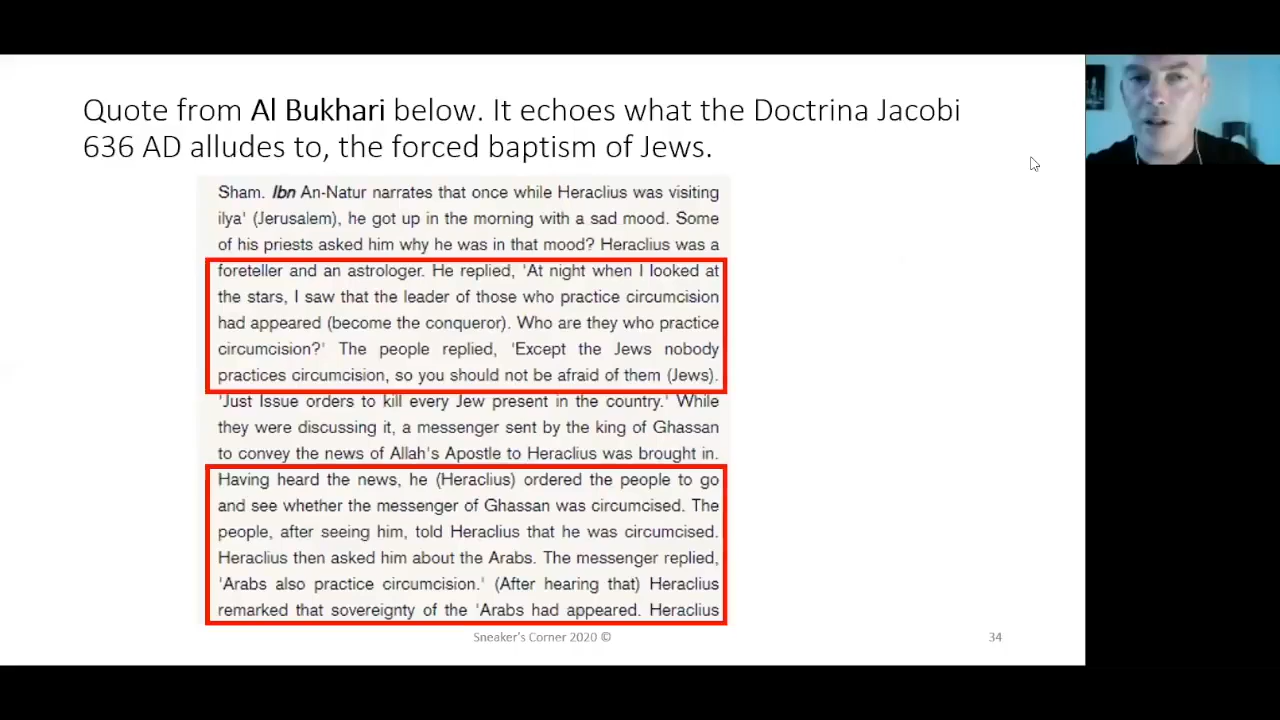 Quote from Al Bukhari below. It echoes what the Doctrina Jacobi
636 AD alludes to, the forced baptism of Jews.
Sham. Ibn An-Natur narrates that once while Heraclius was visiting
ilya' (Jerusalem), he got up in the morning with a sad mood. Some
of his priests asked him why he was in that mood? Heraclius was a
foreteller and an astrologer. He replied, 'At night when I looked at
the stars, I saw that the leader of those who practice circumcision
had appeared (become the conqueror). Who are they who practice
circumcision?' The people replied, 'Except the Jews nobody
practices circumcision, so you should not be afraid of them (Jews).
'Just Issue orders to kill every Jew present in the country.' While
they were discussing it, a messenger sent by the king of Ghassan
to convey the news of Allah's Apostle to Heraclius was brought in.
Having heard the news, he (Heraclius) ordered the people to go
and see whether the messenger of Ghassan was circumcised. The
people, after seeing him, told Heraclius that he was circumcised.
Heraclius then asked him about the Arabs. The messenger replied,
'Arabs also practice circumcision.' (After hearing that) Heraclius
remarked that sovereignty of the 'Arabs had appeared. Heraclius
Sneaker's Corner 2020 ©
34